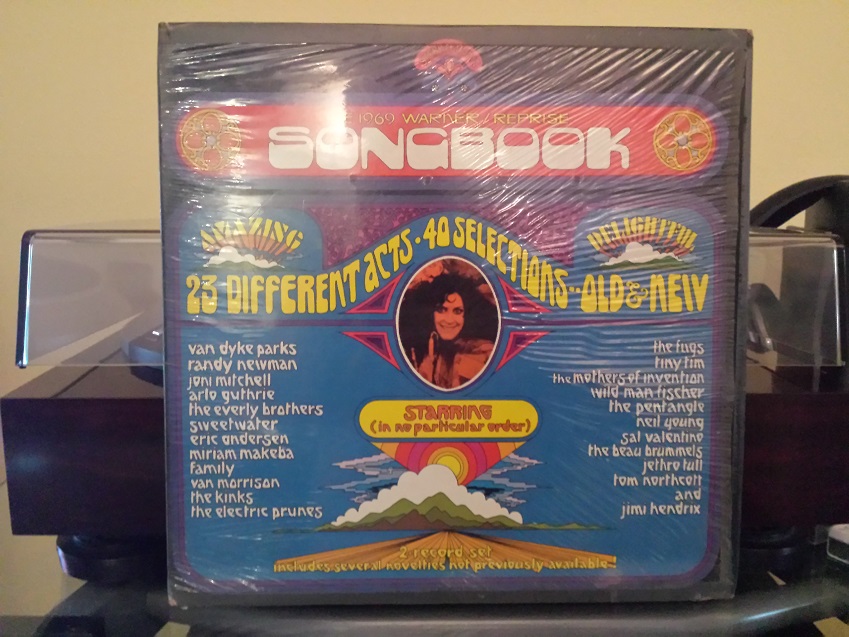 1969 WARNER/REPRISE
SONGBOOK
AMAZING
DELIGHTFUL
25 DIFFERENT ACTS · 40 SELECTIONS·· OLD & NEW
van dyke parks
randy newman
joni mitchell
arlo guthrie
the everly brothers
sweetwater
eric andersen
miriam makeba
family
van morrison
the kinks
the electric prunes
STARRING
(in no particular order)
the fugs
tiny tim
the mothers of invention
wild man fischer
the pentangle
neil young
sal valentino
the beau brummels
jethro tull
tom northcott
and
jimi hendrix
2 record set
includes several novelties not previously available